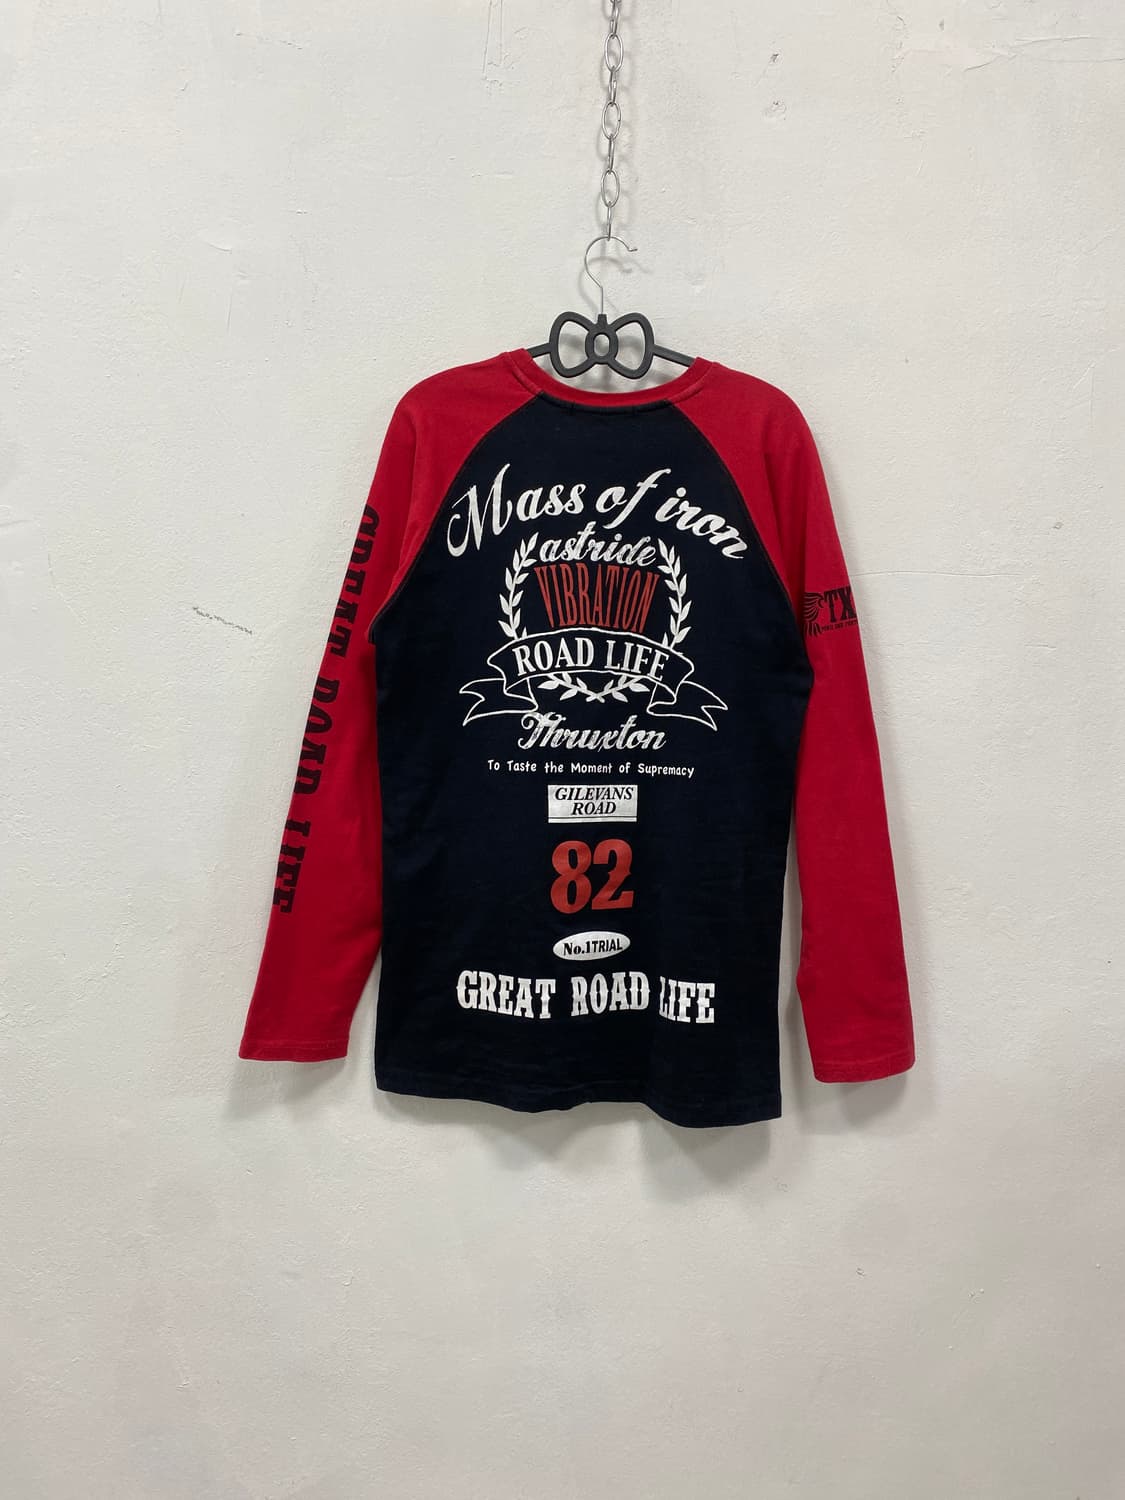 Mass of iron
astride
VIBRATION
ROAD LIFE
Thruxton
To Taste the Moment of Supremacy
GILEVANS
ROAD
82
No.1TRIAL
GREAT ROAD LIFE
GREAT ROAD LIFE
TX